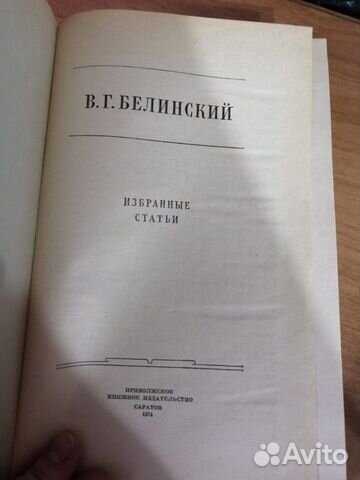 В.Г. БЕЛИНСКИЙ
ИЗБРАННЫЕ
СТАТЬИ
ПРИВОЛЖСКОЕ
КНИЖНОЕ ИЗДАТЕЛЬСТВО
САРАТОВ
1974
Avito